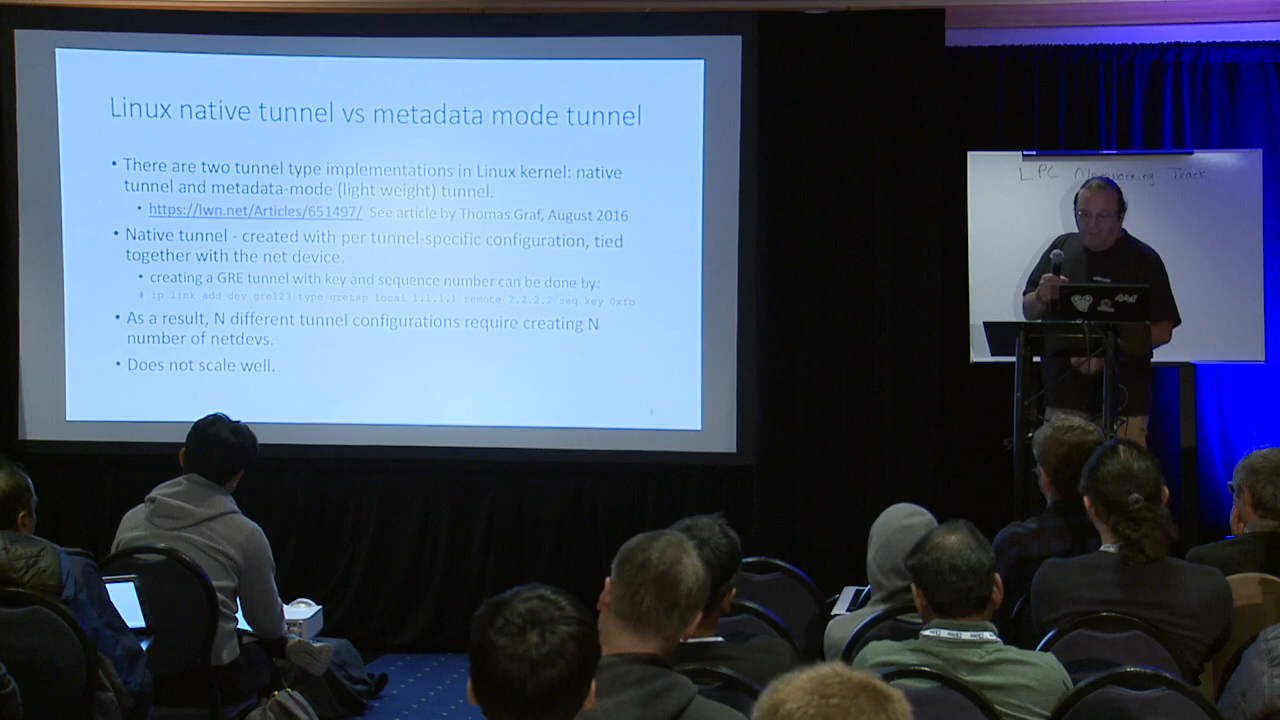 Linux native tunnel vs metadata mode tunnel
• There are two tunnel type implementations in Linux kernel: native
tunnel and metadata-mode (light weight) tunnel.
• https://lwn.net/Articles/651497/ See article by Thomas Graf, August 2016
• Native tunnel - created with per tunnel-specific configuration, tied
together with the net device.
• creating a GRE tunnel with key and sequence number can be done by:
# ip link add dev gre123 type gretap local 1.1.1.1 remote 2.2.2.2 seq key 0xfb
• As a result, N different tunnel configurations require creating N
number of netdevs.
• Does not scale well.
LPC Networking Track